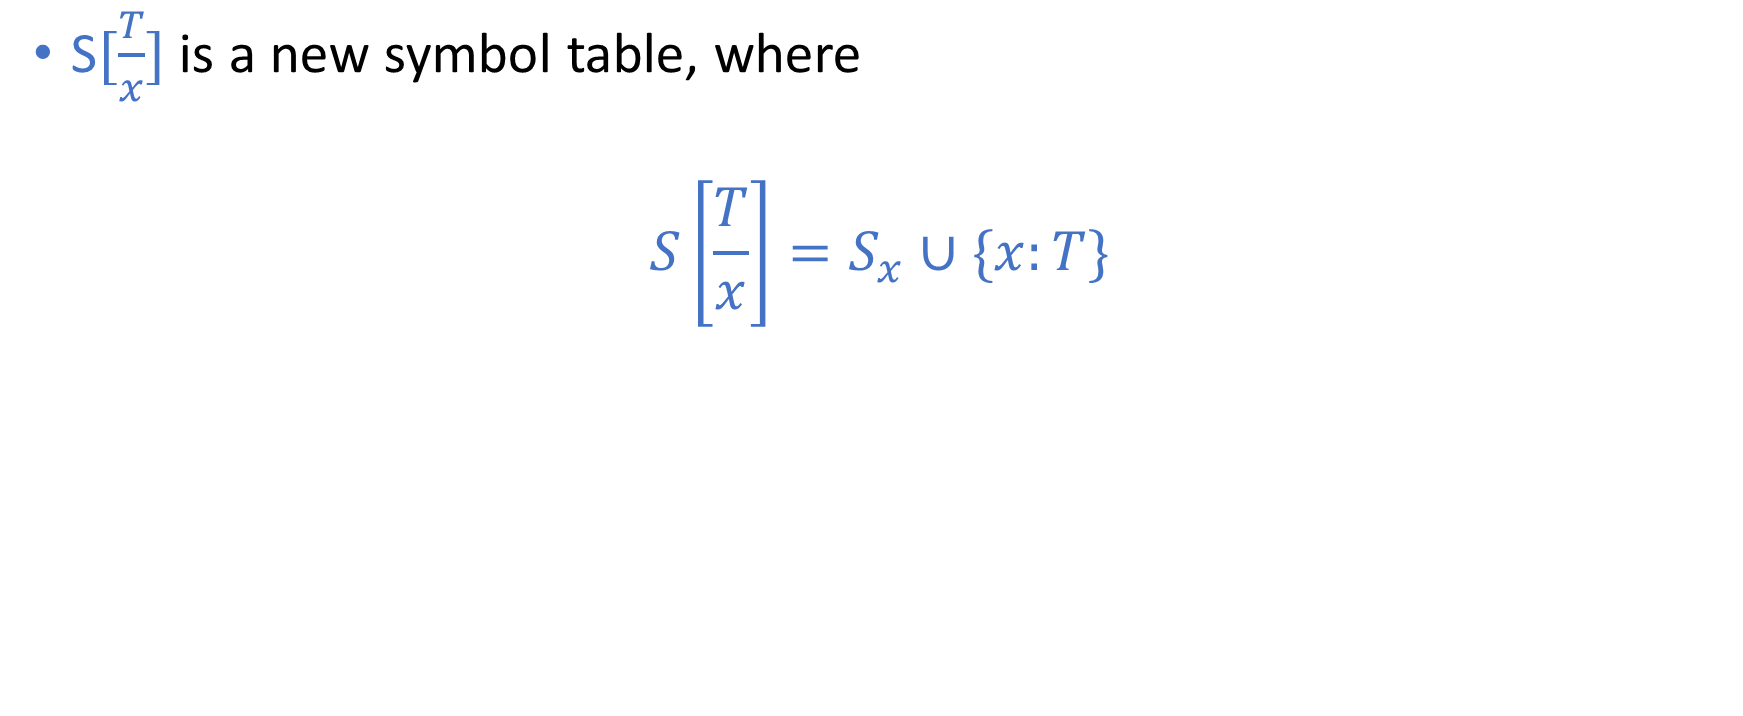 • S[T/x] is a new symbol table, where
S[T/x] = Sₓ ∪ {x: T}